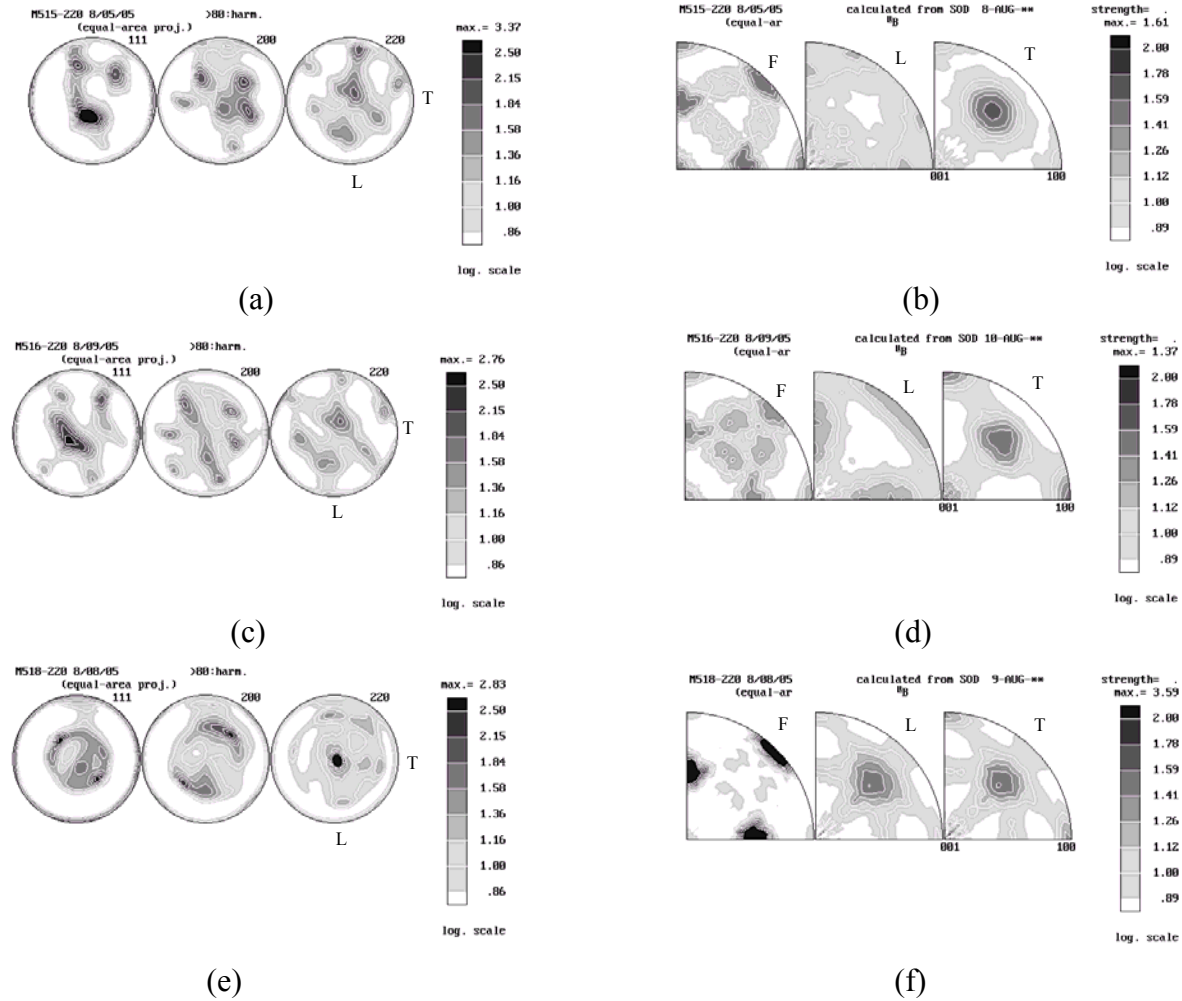 M515-220 8/05/05 >80:harm.
(equal-area proj.)
111 200 220
max.= 3.37
2.50
2.15
1.84
1.58
1.36
1.16
1.00
.86
log. scale
T
L
(a)
M515-220 8/05/05 calculated from SOD 8-AUG-**
(equal-ar
B
strength= .
max.= 1.61
2.00
1.78
1.59
1.41
1.26
1.12
1.00
.89
log. scale
F L T
001 100
(b)
M516-220 8/09/05 >80:harm.
(equal-area proj.)
111 200 220
max.= 2.76
2.50
2.15
1.84
1.58
1.36
1.16
1.00
.86
log. scale
T
L
(c)
M516-220 8/09/05 calculated from SOD 10-AUG-**
(equal-ar
B
strength= .
max.= 1.37
2.00
1.78
1.59
1.41
1.26
1.12
1.00
.89
log. scale
F L T
001 100
(d)
M518-220 8/08/05 >80:harm.
(equal-area proj.)
111 200 220
max.= 2.83
2.50
2.15
1.84
1.58
1.36
1.16
1.00
.86
log. scale
T
L
(e)
M518-220 8/08/05 calculated from SOD 9-AUG-**
(equal-ar
B
strength= .
max.= 3.59
2.00
1.78
1.59
1.41
1.26
1.12
1.00
.89
log. scale
F L T
001 100
(f)